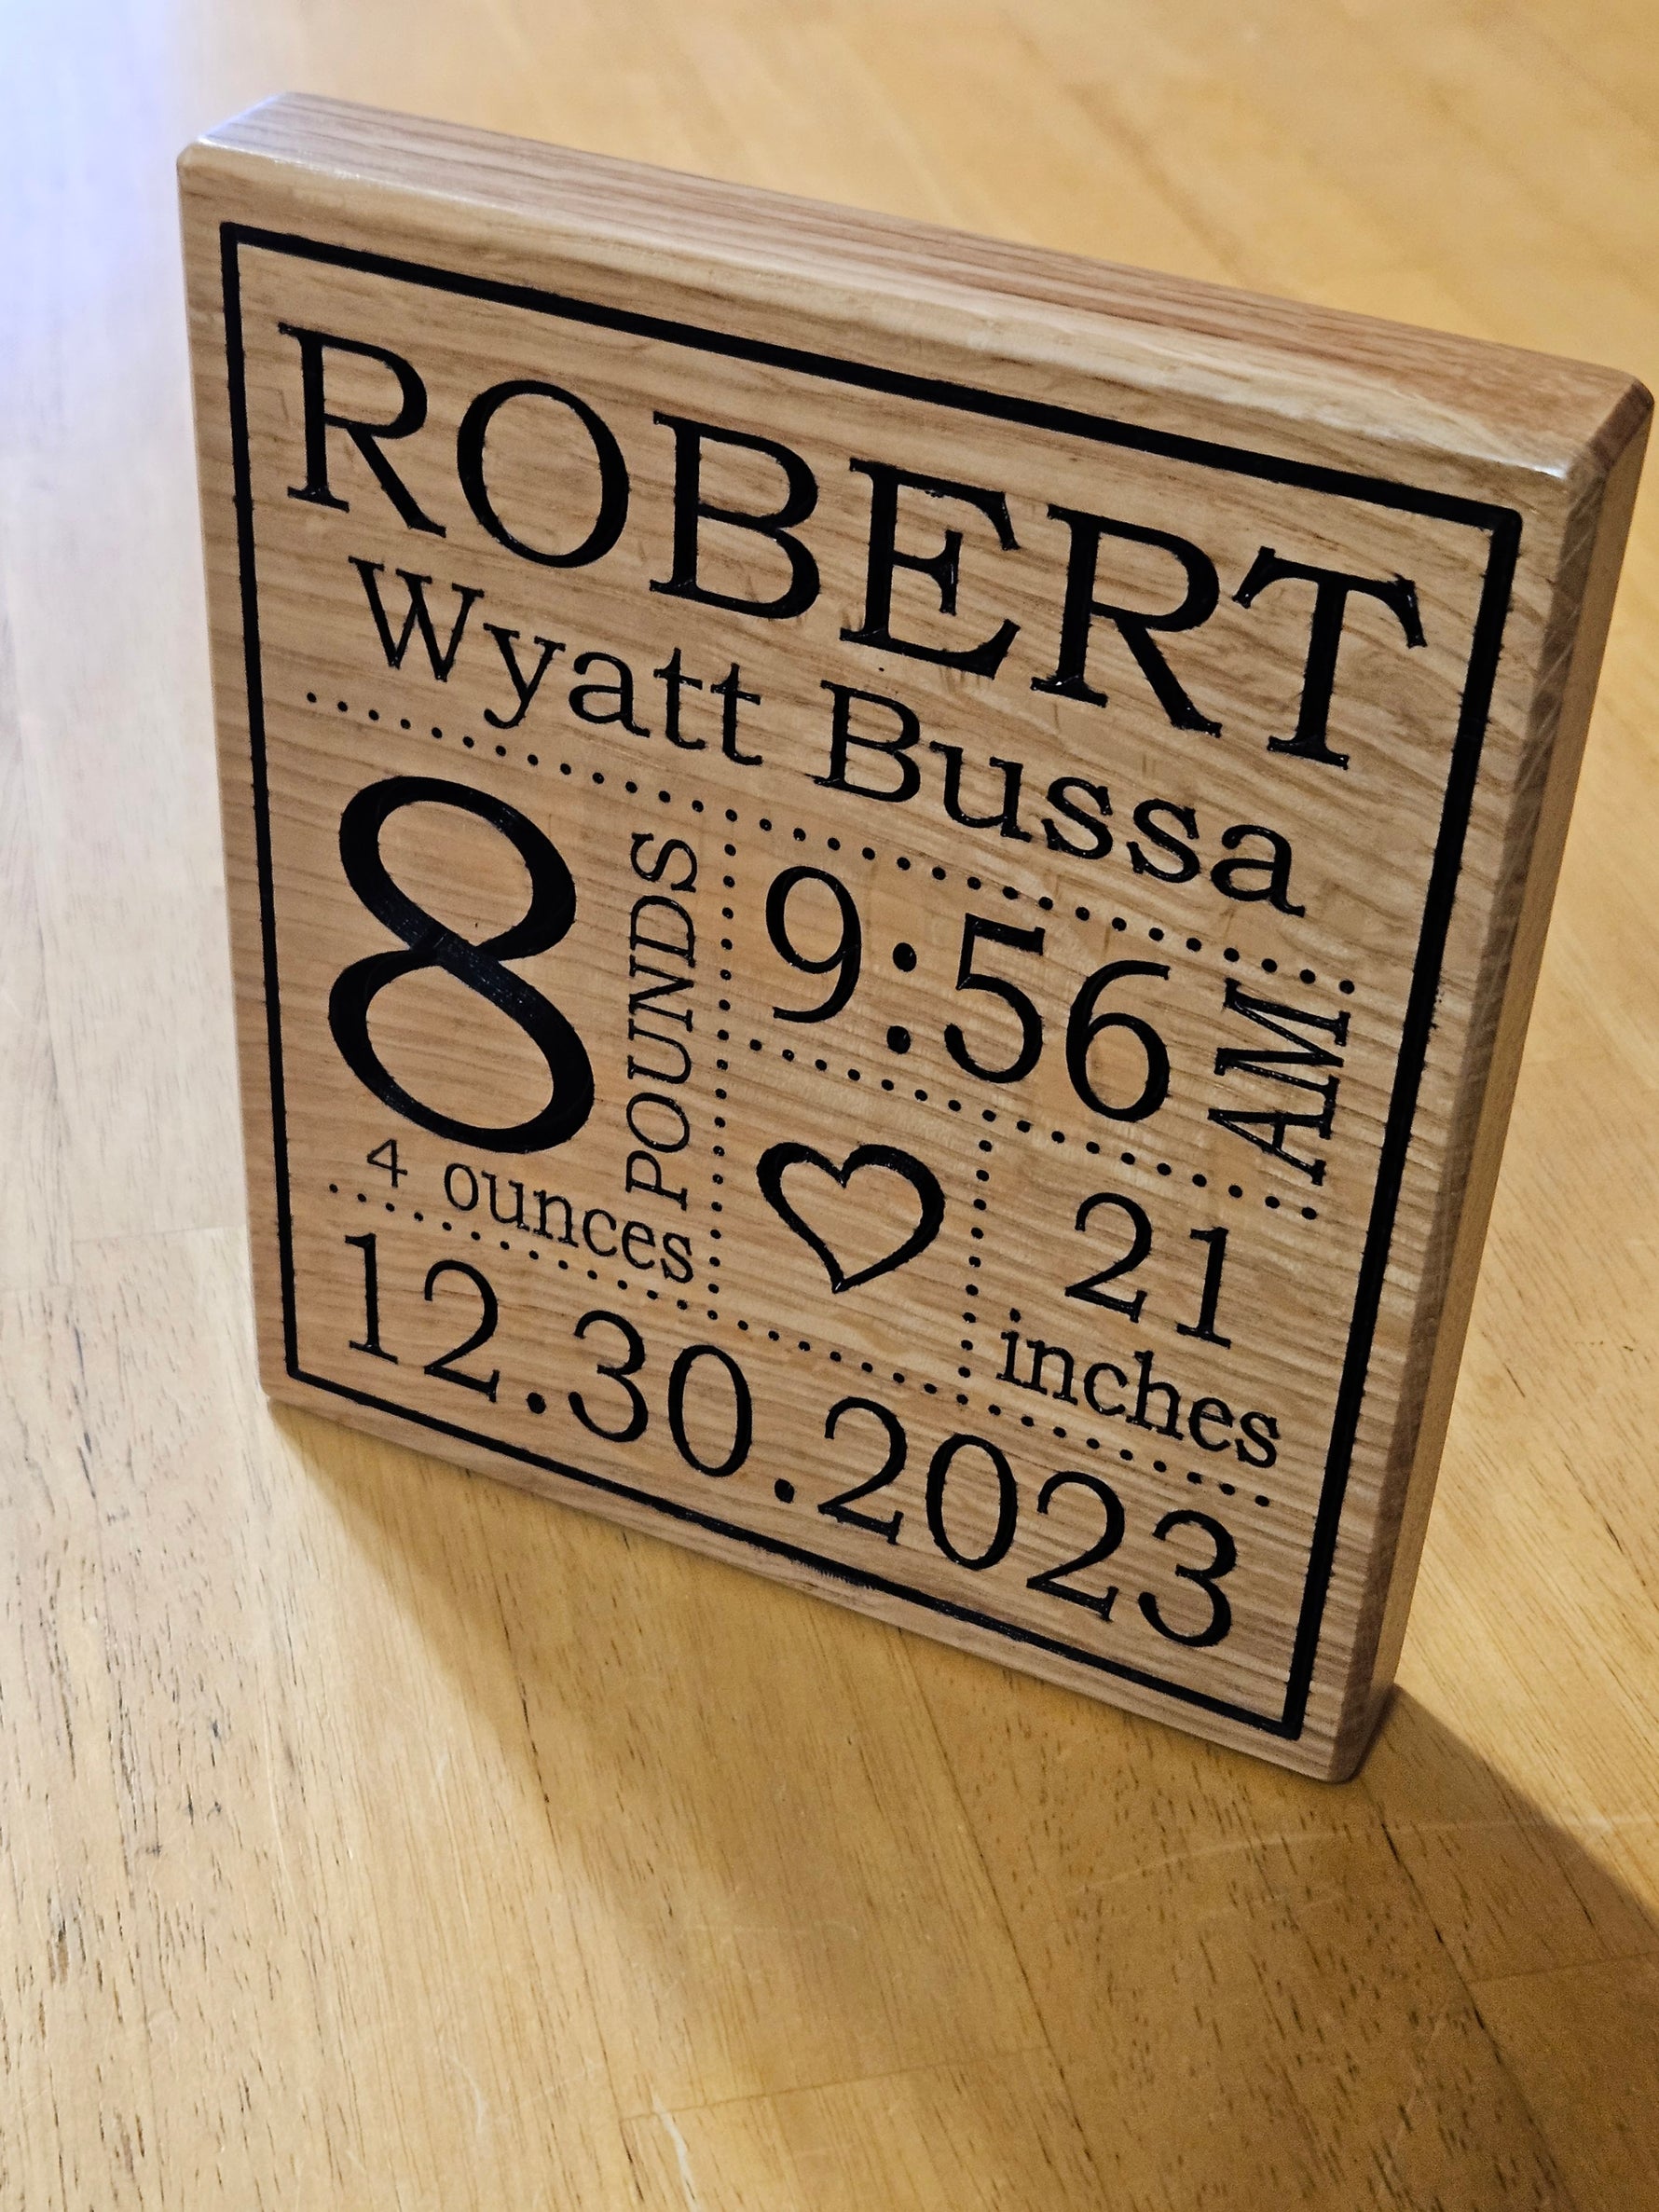 ROBERT
Wyatt Bussa
8 POUNDS
4 ounces
9:56 AM
21
inches
12.30.2023